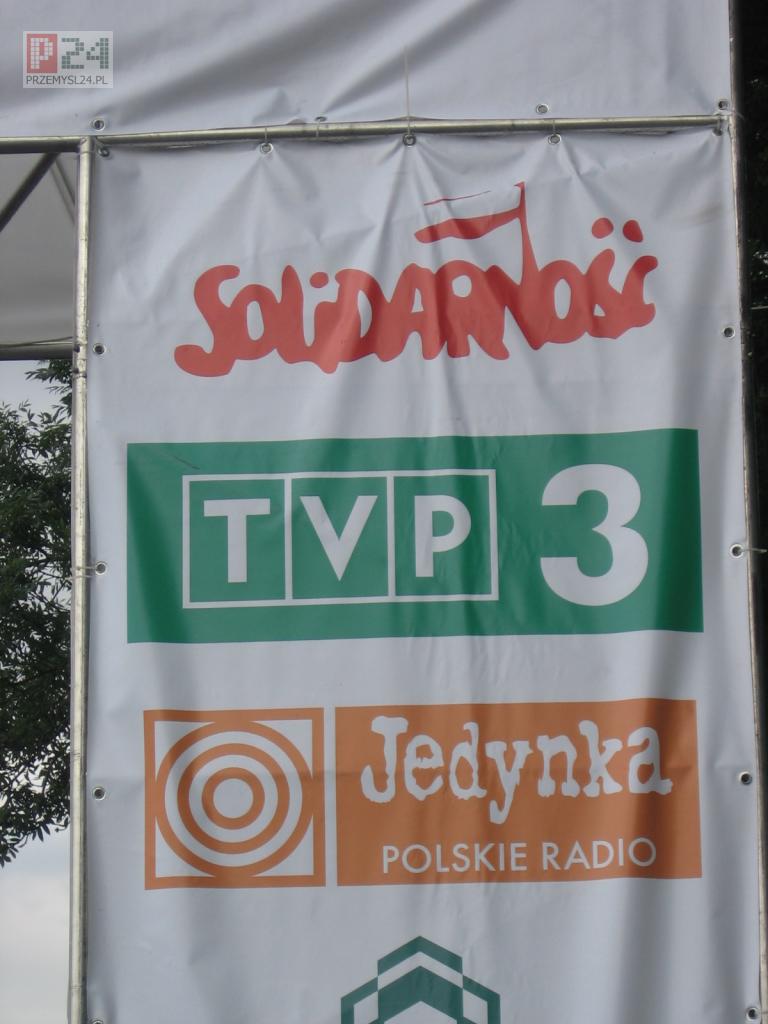 P24
PRZEMYSL24.PL
SOLiDARNOŚĆ
TVP 3
Jedynka
POLSKIE RADIO